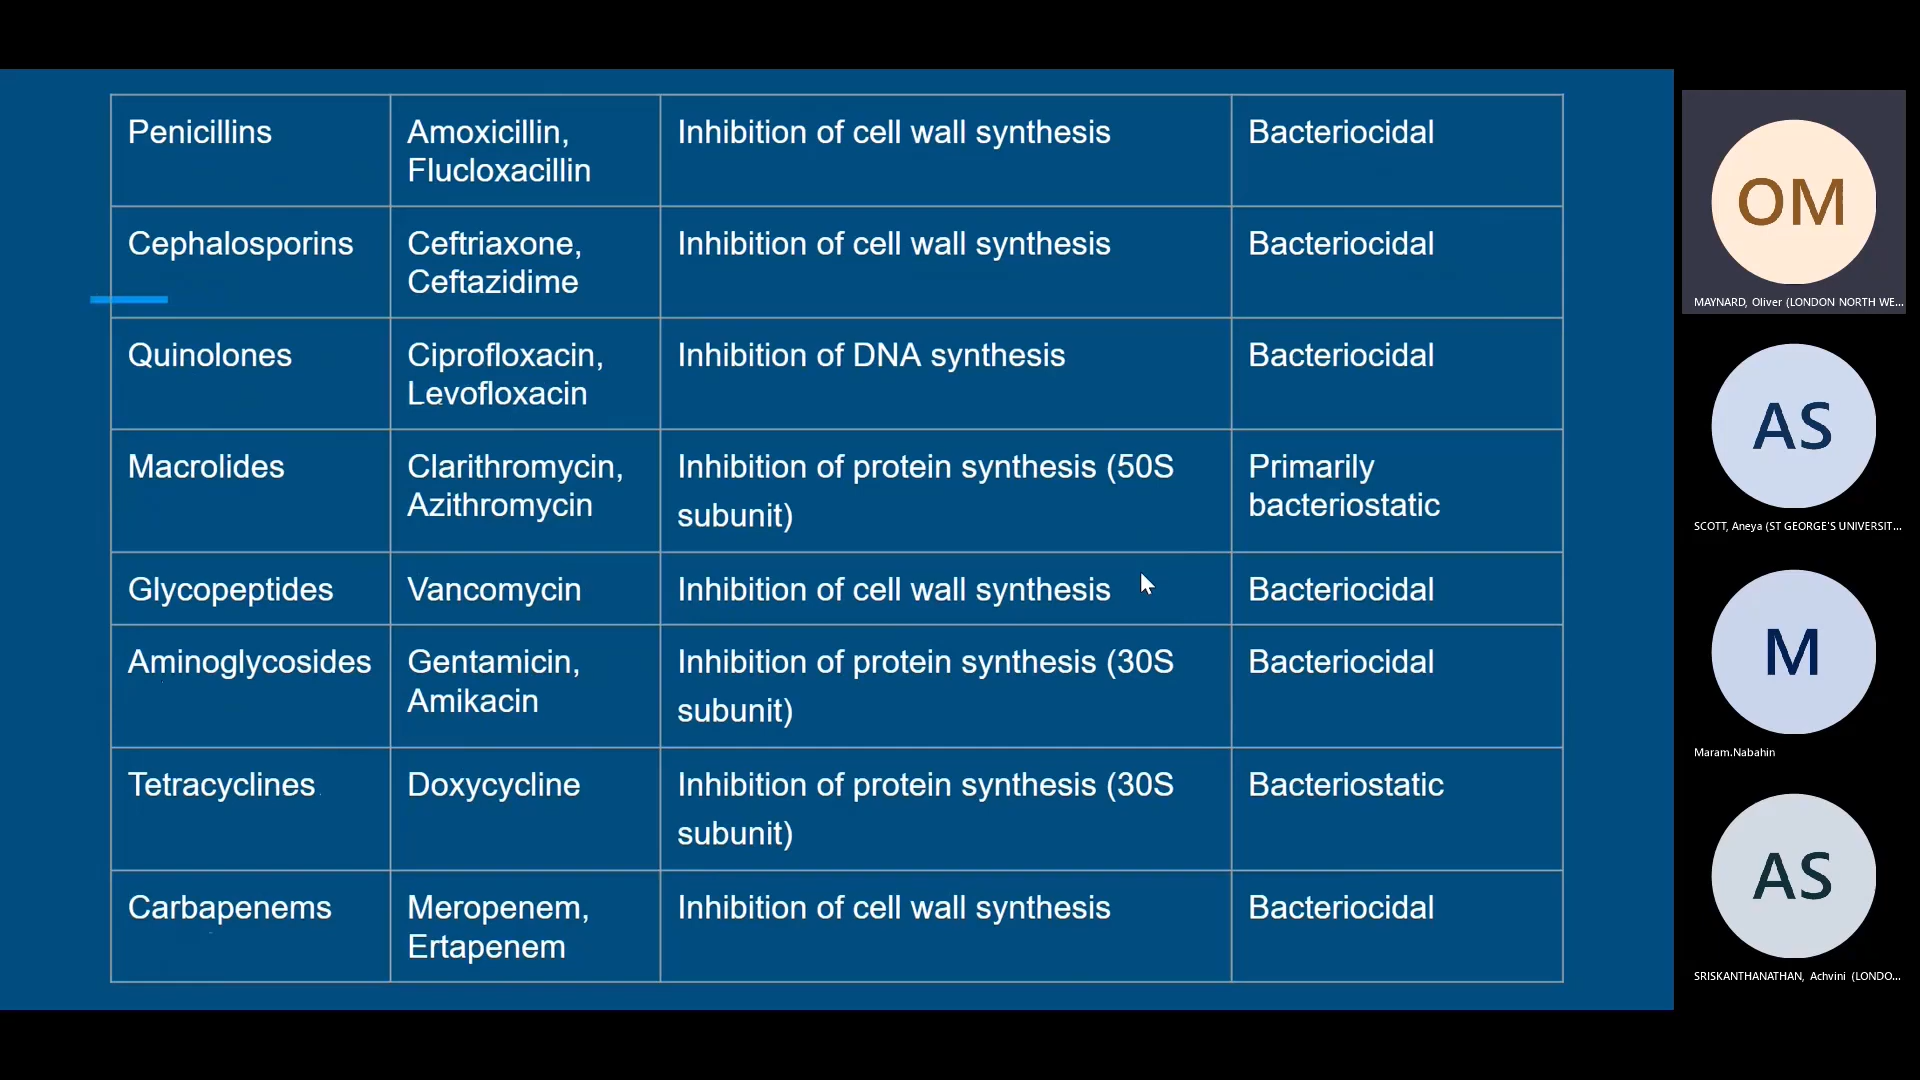 Penicillins
Amoxicillin,
Flucloxacillin
Inhibition of cell wall synthesis
Bacteriocidal
Cephalosporins
Ceftriaxone,
Ceftazidime
Inhibition of cell wall synthesis
Bacteriocidal
Quinolones
Ciprofloxacin,
Levofloxacin
Inhibition of DNA synthesis
Bacteriocidal
Macrolides
Clarithromycin,
Azithromycin
Inhibition of protein synthesis (50S
subunit)
Primarily
bacteriostatic
Glycopeptides
Vancomycin
Inhibition of cell wall synthesis
Bacteriocidal
Aminoglycosides
Gentamicin,
Amikacin
Inhibition of protein synthesis (30S
subunit)
Bacteriocidal
Tetracyclines
Doxycycline
Inhibition of protein synthesis (30S
subunit)
Bacteriostatic
Carbapenems
Meropenem,
Ertapenem
Inhibition of cell wall synthesis
Bacteriocidal
OM
MAYNARD, Oliver (LONDON NORTH WE...
AS
SCOTT, Aneya (ST GEORGE'S UNIVERSIT...
M
Maram.Nabahin
AS
SRISKANTHANATHAN, Achvini (LONDO...